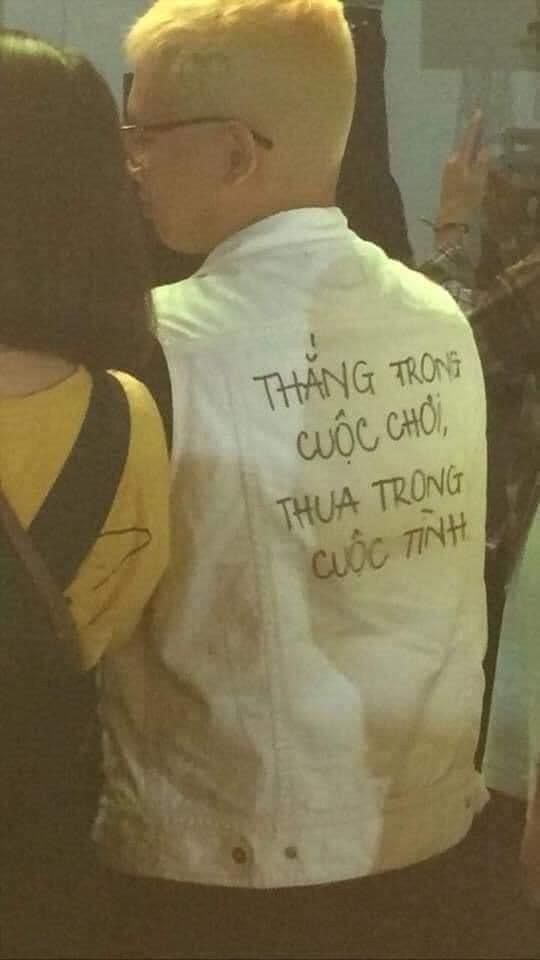 THẮNG TRONG
CUỘC CHƠI,
THUA TRONG
CUỘC TÌNH